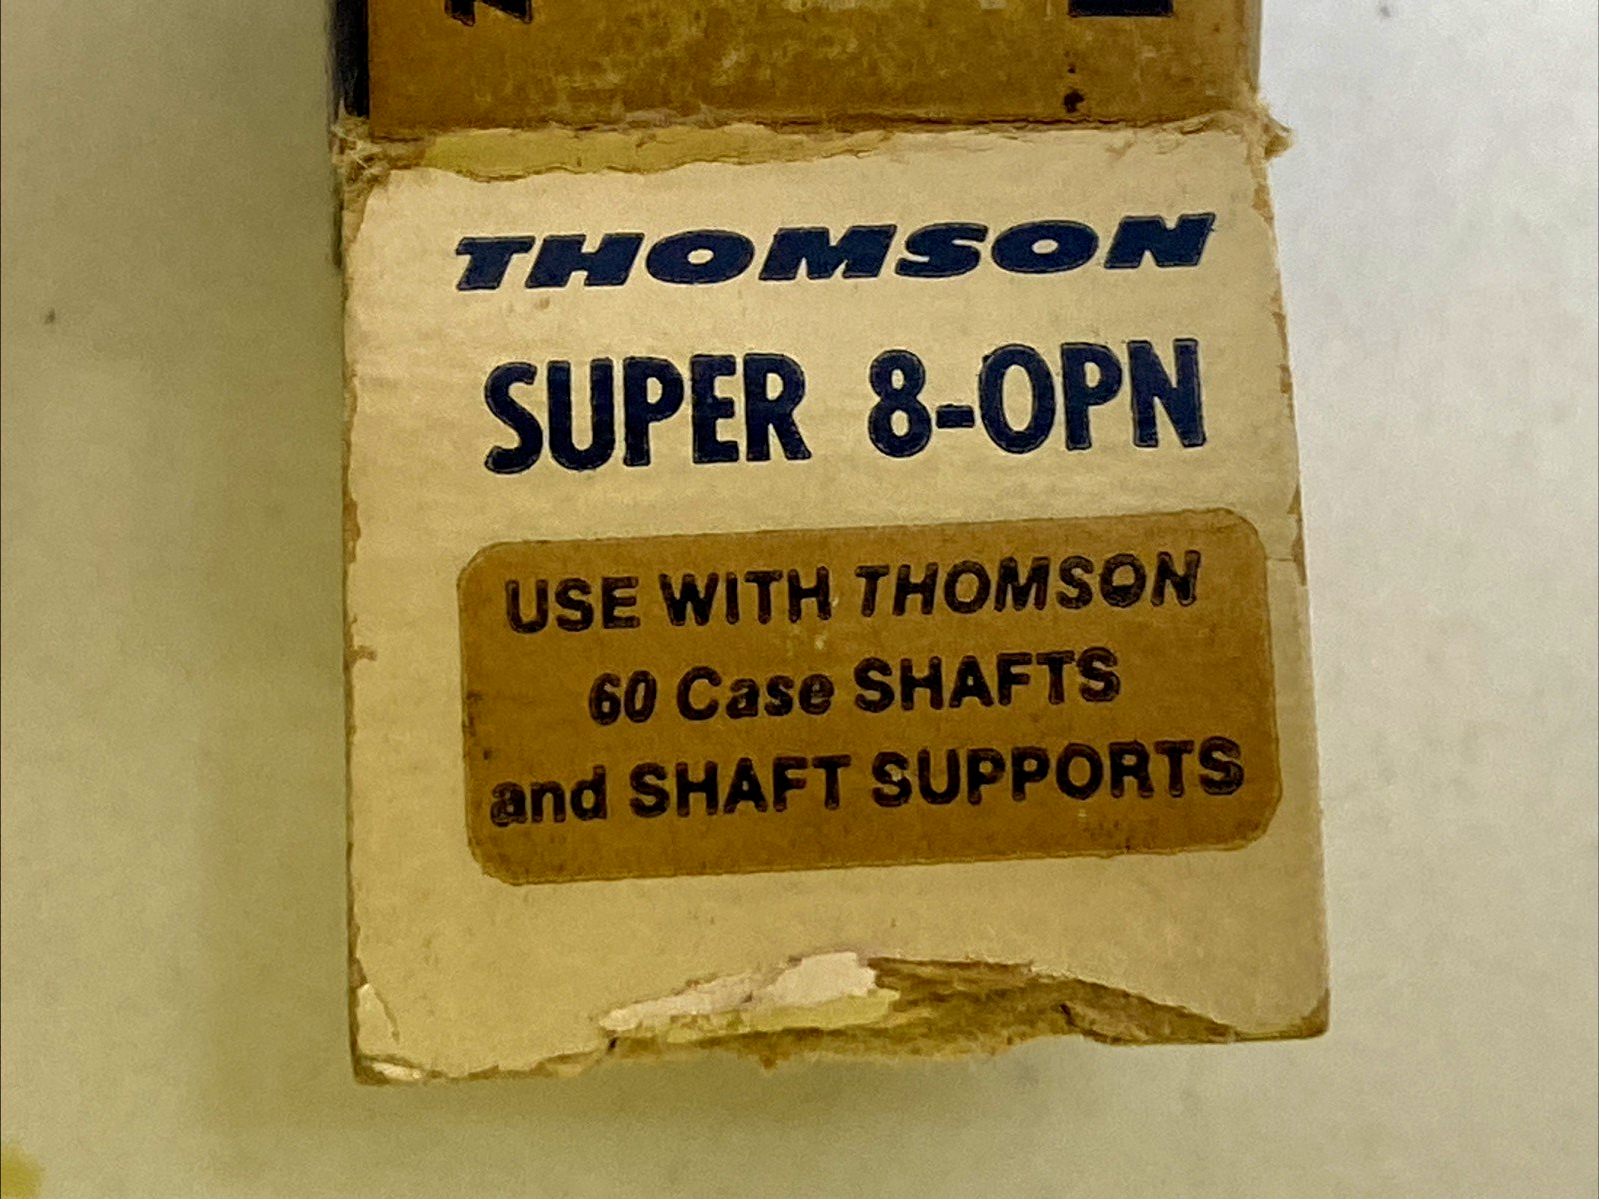 THOMSON
SUPER 8-OPN
USE WITH THOMSON
60 Case SHAFTS
and SHAFT SUPPORTS